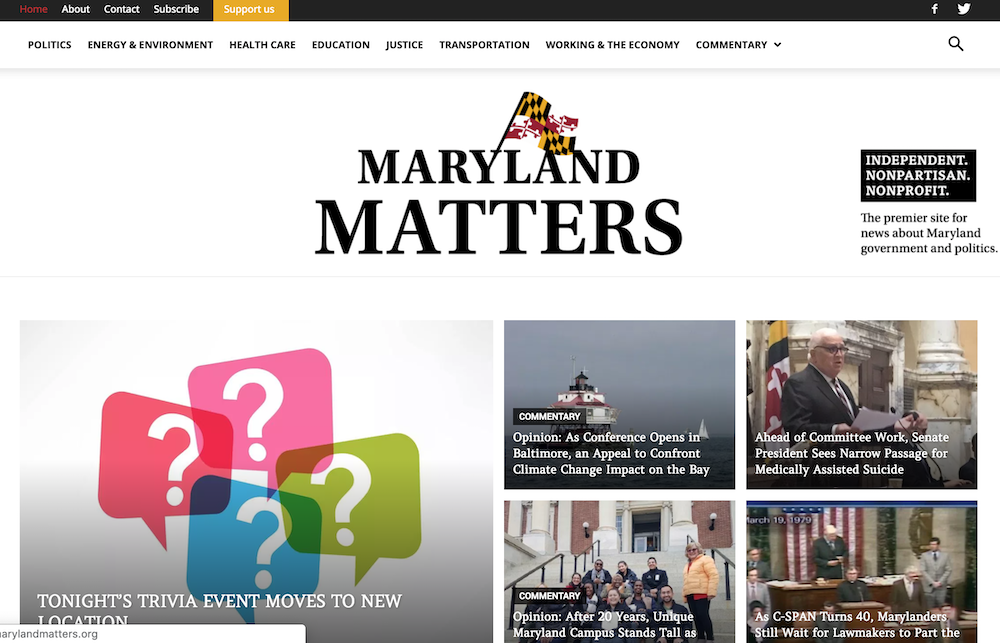 Home About Contact Subscribe Support us
POLITICS ENERGY & ENVIRONMENT HEALTH CARE EDUCATION JUSTICE TRANSPORTATION WORKING & THE ECONOMY COMMENTARY
MARYLAND
MATTERS
INDEPENDENT.
NONPARTISAN.
NONPROFIT.
The premier site for
news about Maryland
government and politics.
TONIGHT'S TRIVIA EVENT MOVES TO NEW
LOCATION
COMMENTARY
Opinion: As Conference Opens in
Baltimore, an Appeal to Confront
Climate Change Impact on the Bay
Ahead of Committee Work, Senate
President Sees Narrow Passage for
Medically Assisted Suicide
COMMENTARY
Opinion: After 20 Years, Unique
Maryland Campus Stands Tall as
March 19, 1979
As C-SPAN Turns 40, Marylanders
Still Wait for Lawmakers to Part the
arylandmatters.org